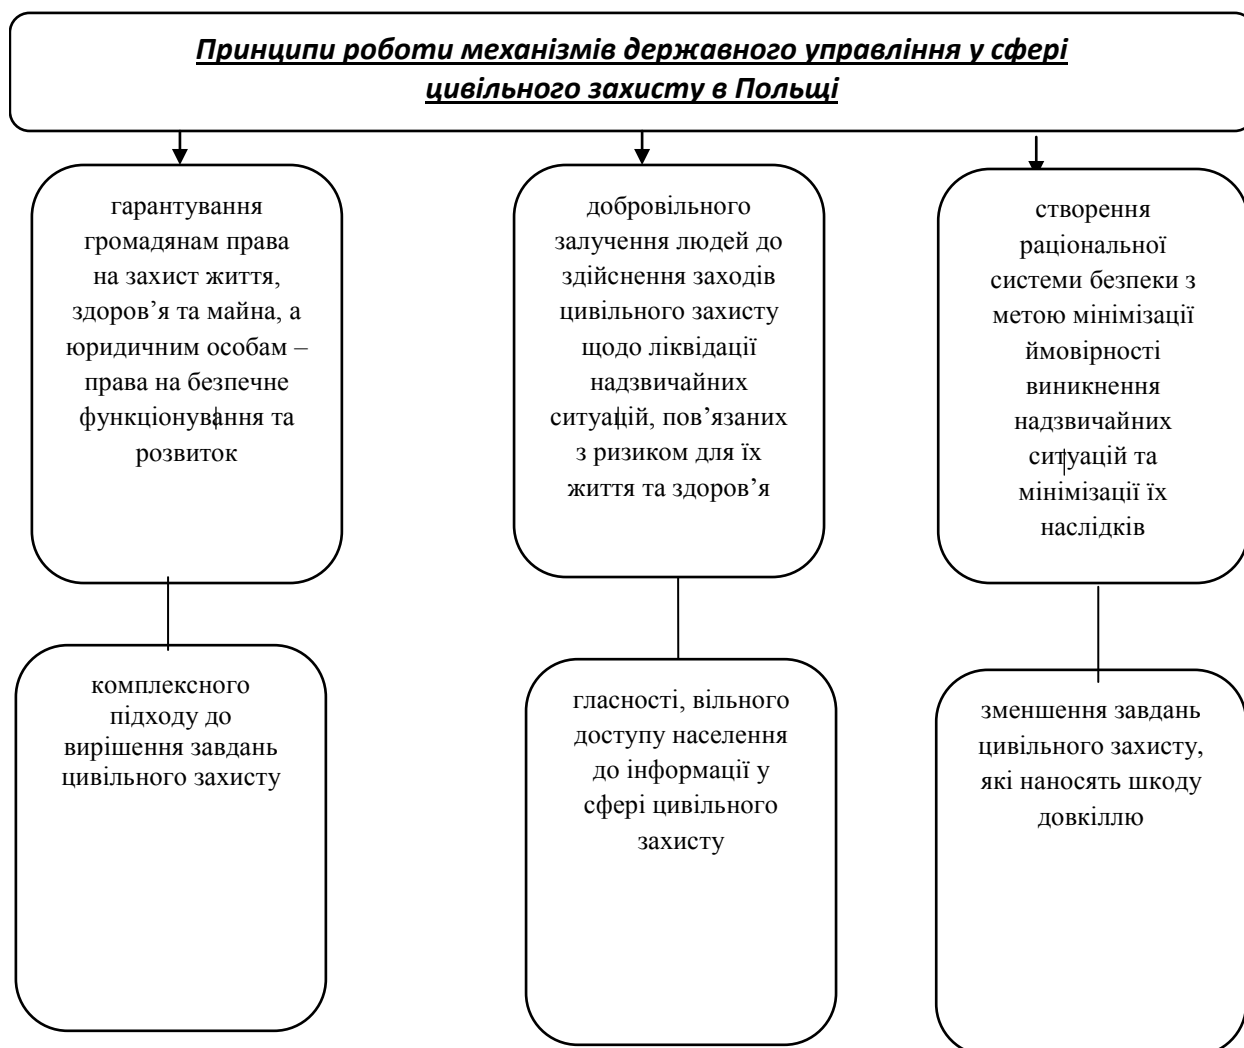 Принципи роботи механізмів державного управління у сфері
цивільного захисту в Польщі
гарантування
громадянам права
на захист життя,
здоров’я та майна, а
юридичним особам –
права на безпечне
функціонування та
розвиток
добровільного
залучення людей до
здійснення заходів
цивільного захисту
щодо ліквідації
надзвичайних
ситуацій, пов’язаних
з ризиком для їх
життя та здоров’я
створення
раціональної
системи безпеки з
метою мінімізації
ймовірності
виникнення
надзвичайних
ситуацій та
мінімізації їх
наслідків
комплексного
підходу до
вирішення завдань
цивільного захисту
гласності, вільного
доступу населення
до інформації у
сфері цивільного
захисту
зменшення завдань
цивільного захисту,
які наносять шкоду
довкіллю